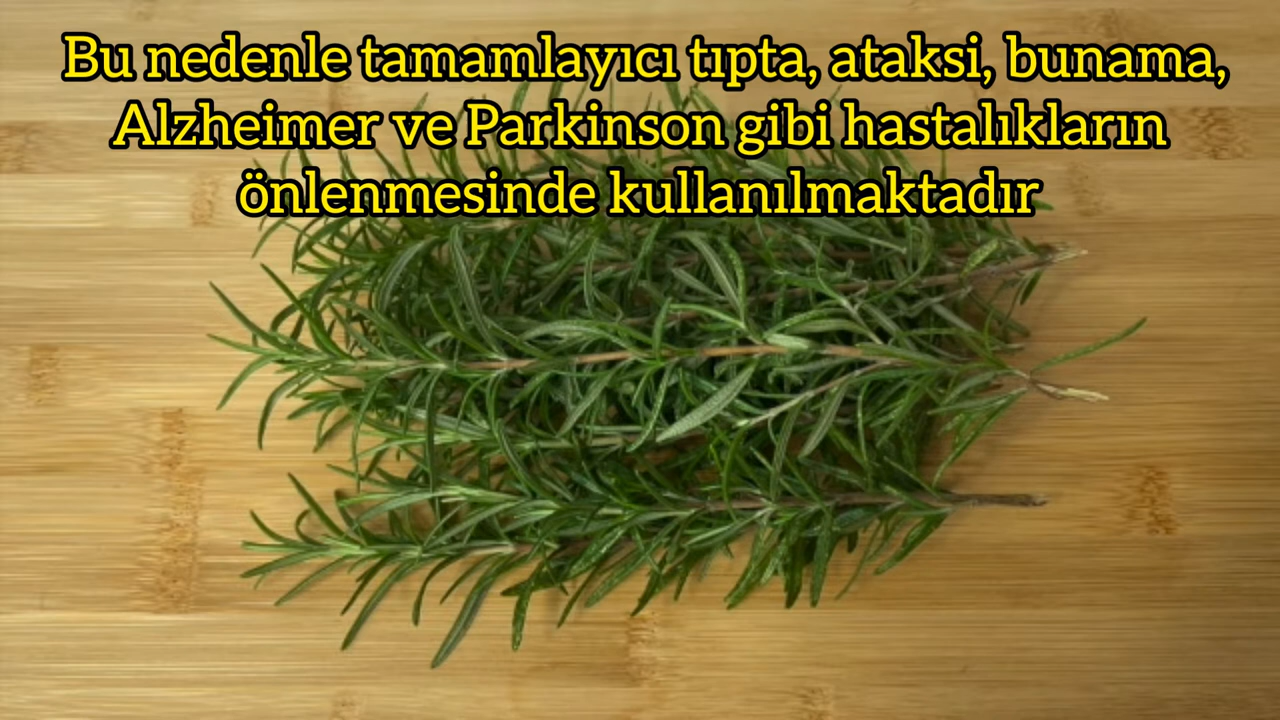 Bu nedenle tamamlayıcı tıpta, ataksi, bunama,
Alzheimer ve Parkinson gibi hastalıkların
önlenmesinde kullanılmaktadır